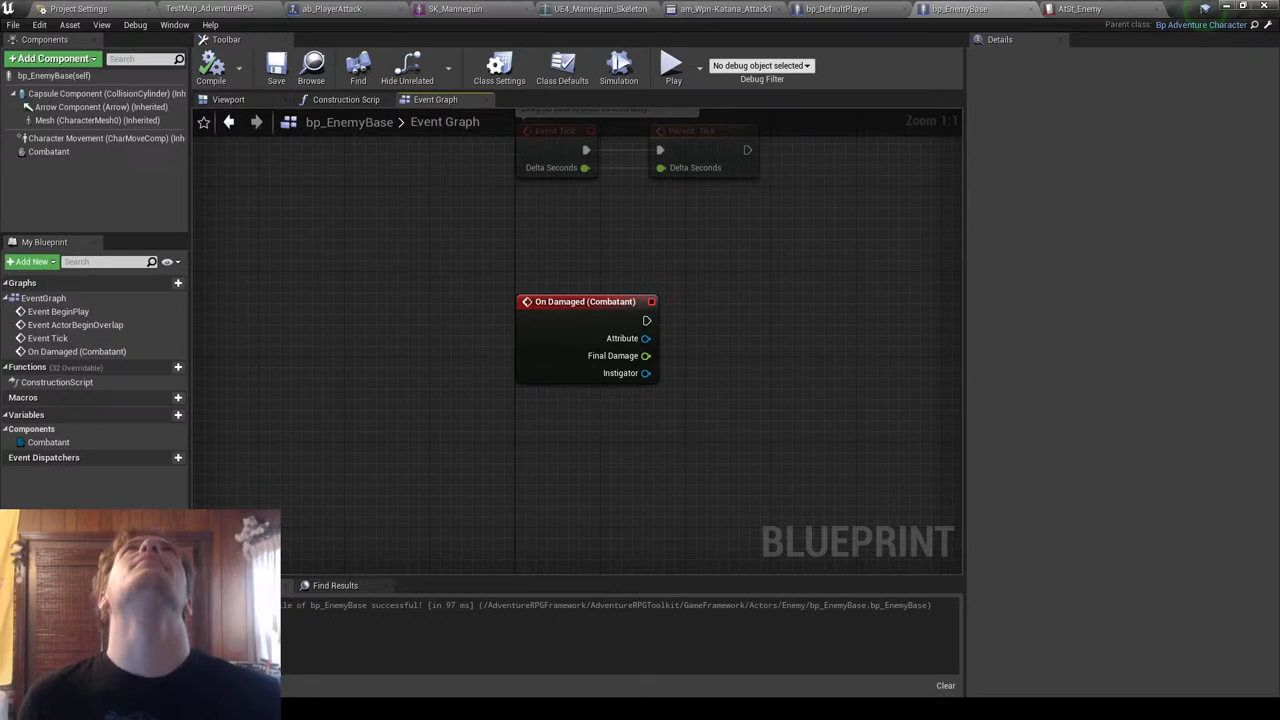 Project Settings
TestMap_AdventureRPG
ab_PlayerAttack
SK_Mannequin
UE4_Mannequin_Skeleton
am_Wpn-Katana_Attack1
bp_DefaultPlayer
bp_EnemyBase
AtSt_Enemy
File Edit Asset View Debug Window Help
Parent class: Bp Adventure Character
Components
Toolbar
Details
+Add Component
Search
Compile
Save
Browse
Find
Hide Unrelated
Class Settings
Class Defaults
Simulation
Play
No debug object selected
Debug Filter
bp_EnemyBase(self)
Capsule Component (CollisionCylinder) (Inh
Arrow Component (Arrow) (Inherited)
Mesh (CharacterMesh0) (Inherited)
Character Movement (CharMoveComp) (Inh
Combatant
Viewport
Construction Scrip
Event Graph
bp_EnemyBase > Event Graph
Zoom 1:1
Event Tick
Delta Seconds
Parent: Tick
Delta Seconds
My Blueprint
+Add New
Search
Graphs
EventGraph
Event BeginPlay
Event ActorBeginOverlap
Event Tick
On Damaged (Combatant)
Functions (32 Overridable)
ConstructionScript
Macros
Variables
Components
Combatant
Event Dispatchers
On Damaged (Combatant)
Attribute
Final Damage
Instigator
BLUEPRINT
Find Results
le of bp_EnemyBase successful! [in 97 ms] (/AdventureRPGFramework/AdventureRPGToolkit/GameFramework/Actors/Enemy/bp_EnemyBase.bp_EnemyBase)
Clear